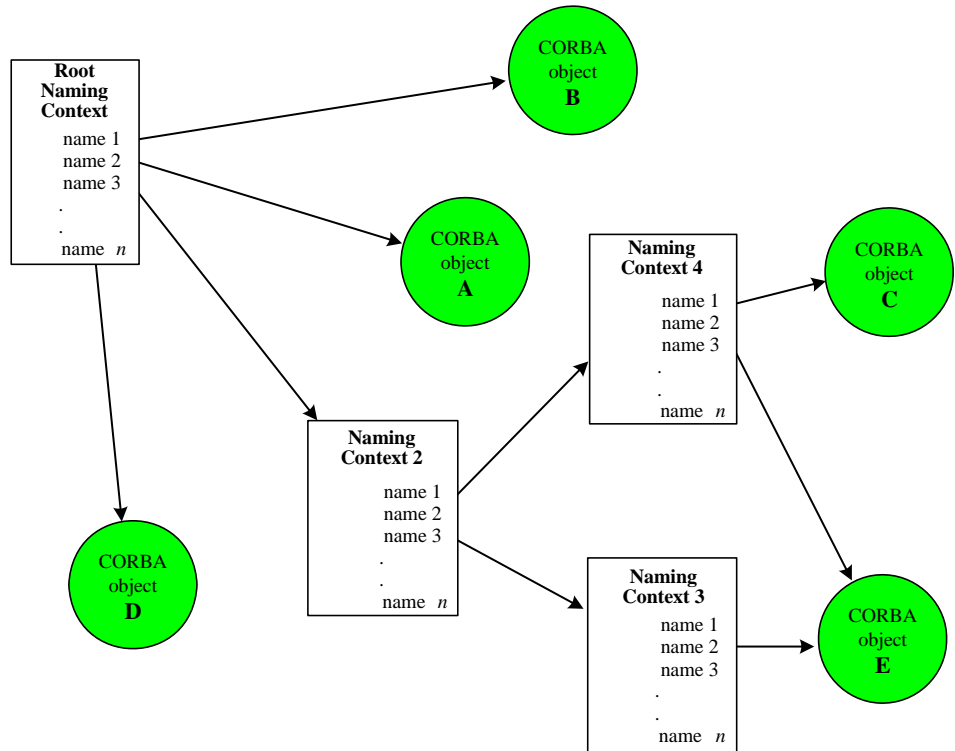 Root
Naming
Context
name 1
name 2
name 3
.
.
name n
CORBA
object
B
CORBA
object
A
Naming
Context 4
name 1
name 2
name 3
.
.
name n
CORBA
object
C
Naming
Context 2
name 1
name 2
name 3
.
.
name n
CORBA
object
D
Naming
Context 3
name 1
name 2
name 3
.
.
name n
CORBA
object
E